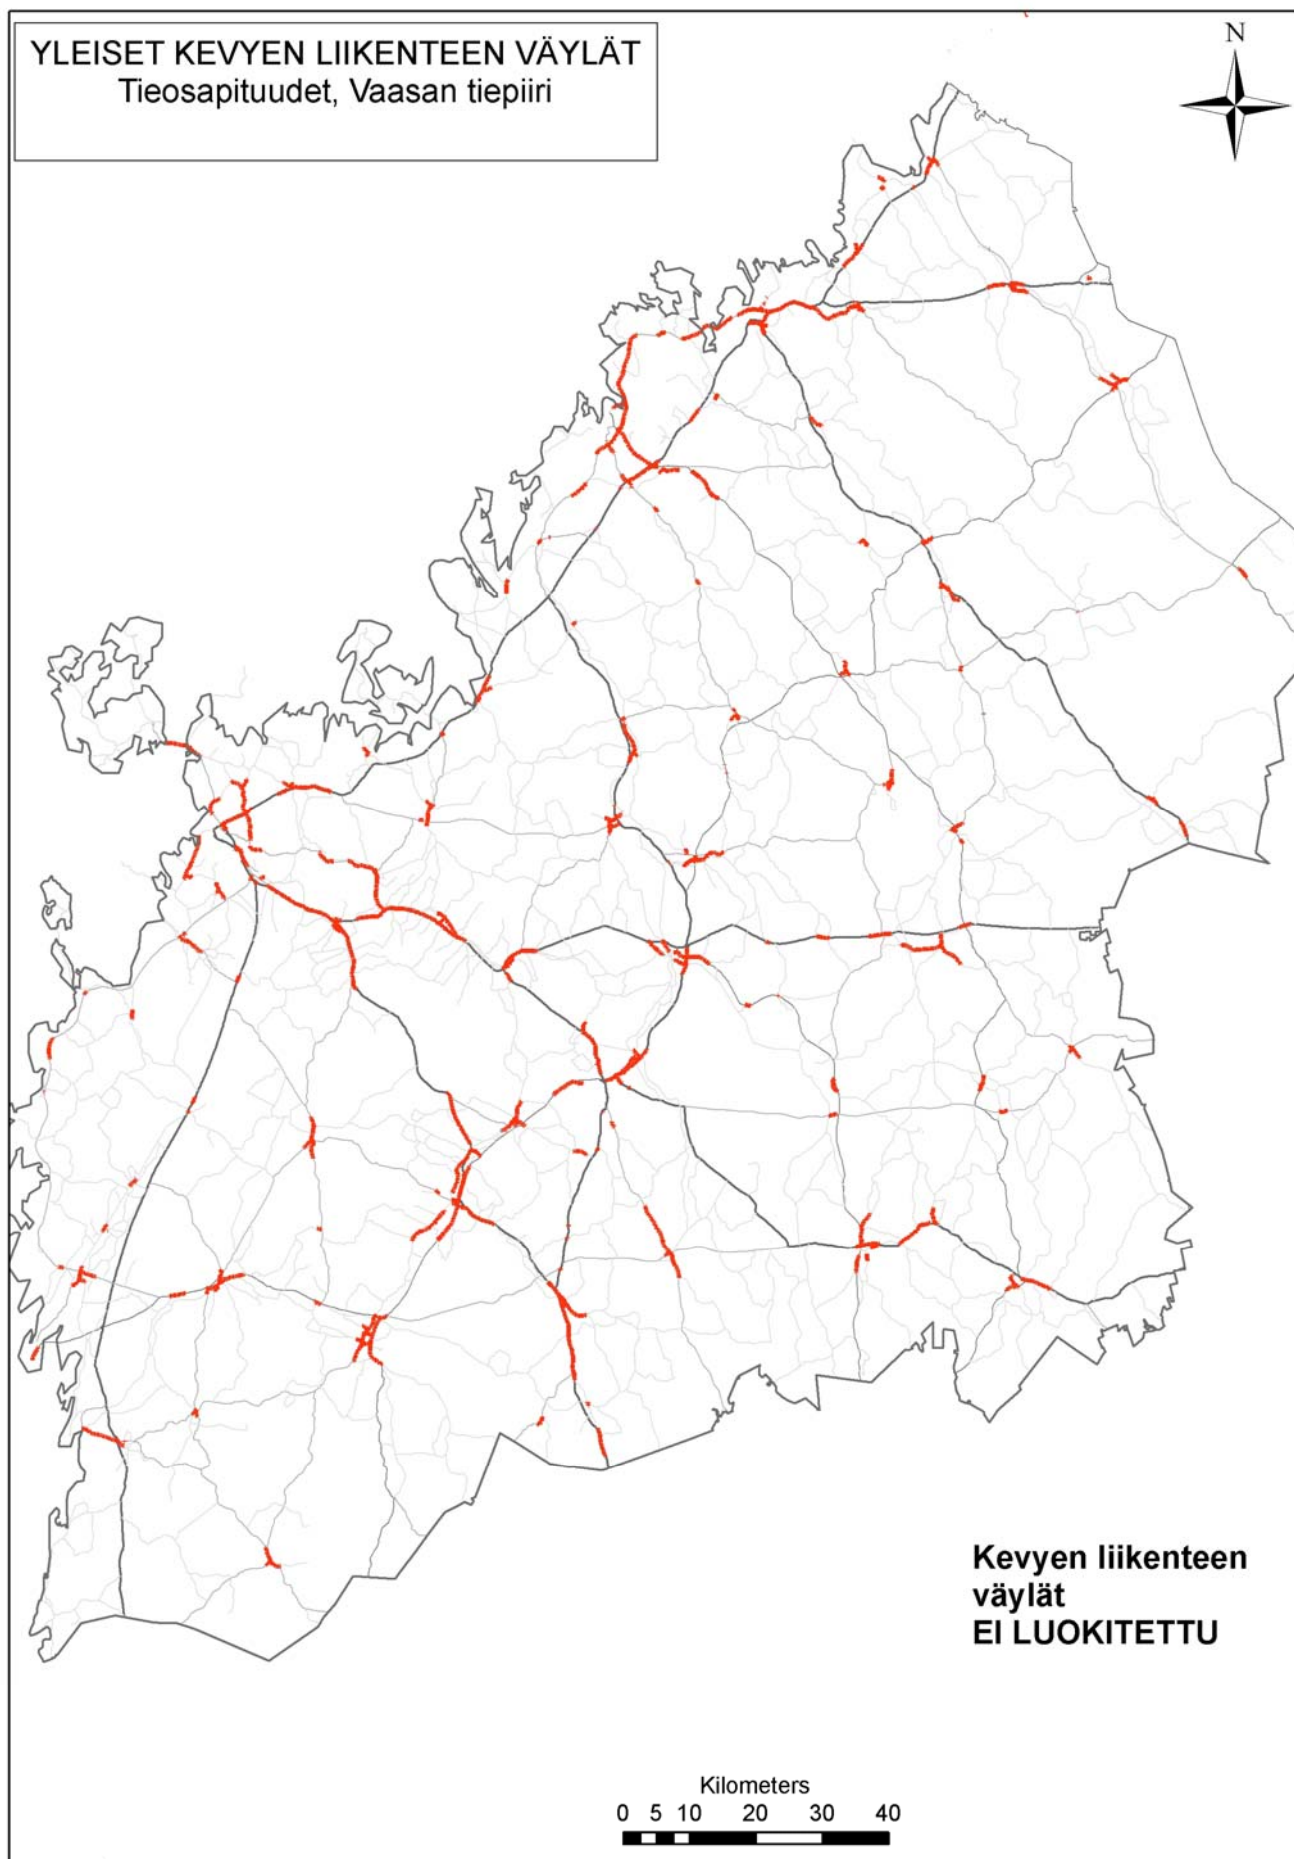 YLEISET KEVYEN LIIKENTEEN VÄYLÄT
Tieosapituudet, Vaasan tiepiiri
N
Kevyen liikenteen
väylät
EI LUOKITETTU
Kilometers
0 5 10 20 30 40